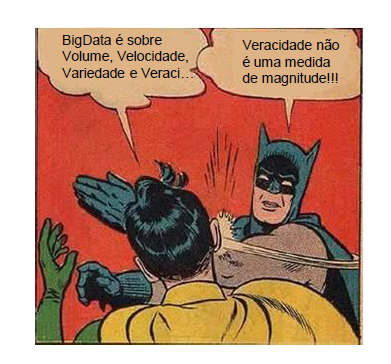 BigData é sobre
Volume, Velocidade,
Variedade e Veraci...
Veracidade não
é uma medida
de magnitude!!!